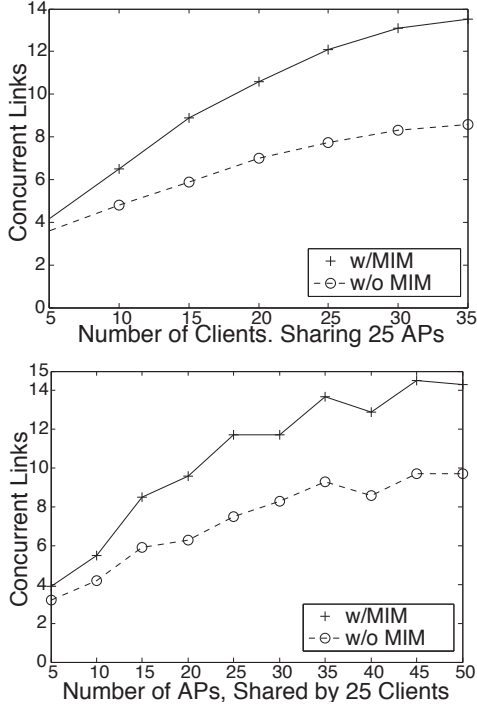 14
12
10
8
6
4
2
0
Concurrent Links
w/MIM
w/o MIM
5 10 15 20 25 30 35
Number of Clients. Sharing 25 APs
15
14
12
10
8
6
4
2
0
Concurrent Links
w/MIM
w/o MIM
5 10 15 20 25 30 35 40 45 50
Number of APs, Shared by 25 Clients